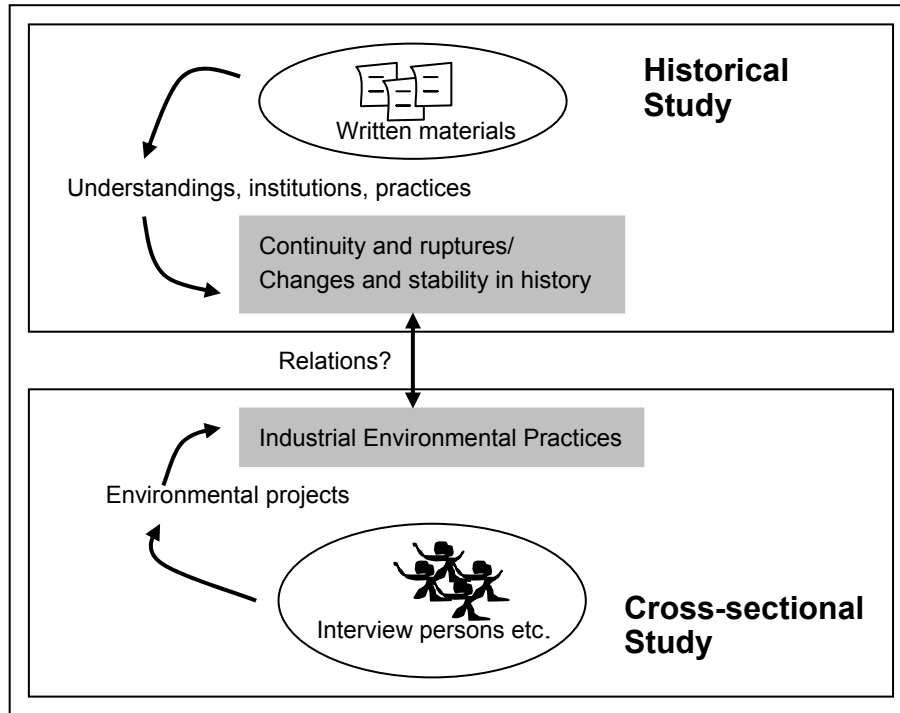 Historical
Study
Written materials
Understandings, institutions, practices
Continuity and ruptures/
Changes and stability in history
Relations?
Industrial Environmental Practices
Environmental projects
Interview persons etc.
Cross-sectional
Study